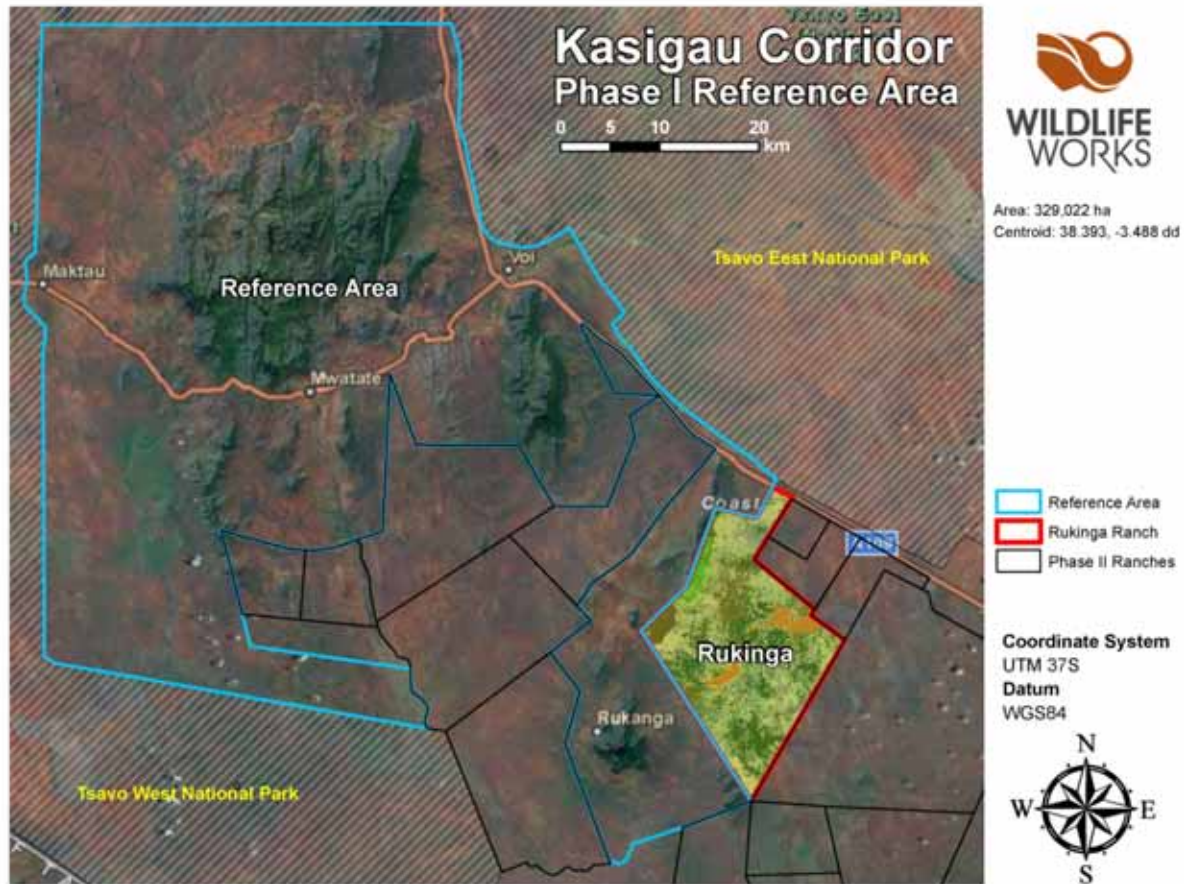 Tsavo East
Kasigau Corridor
Phase I Reference Area
0 5 10 20
km
WILDLIFE
WORKS
Area: 329,022 ha
Centroid: 38.393, -3.488 dd
Voi
Tsavo Eest National Park
Maktau
Reference Area
Mwatate
Coast
Reference Area
Rukinga Ranch
Phase II Ranches
Rukinga
Rukanga
Coordinate System
UTM 37S
Datum
WGS84
Tsavo West National Park
N
W E
S